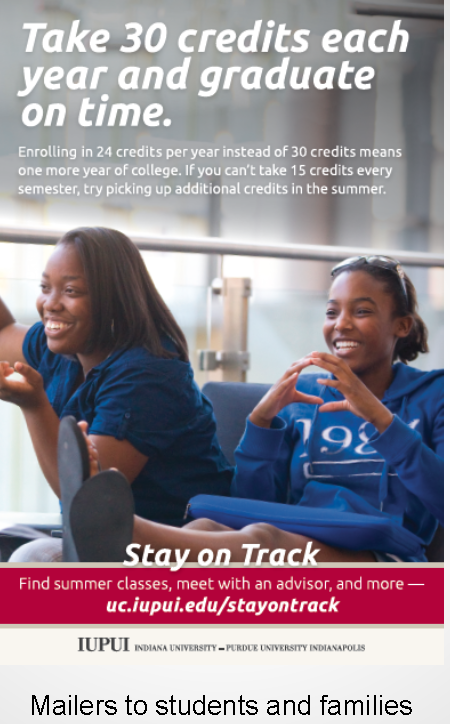 Take 30 credits each
year and graduate
on time.
Enrolling in 24 credits per year instead of 30 credits means
one more year of college. If you can't take 15 credits every
semester, try picking up additional credits in the summer.
198
Stay on Track
Find summer classes, meet with an advisor, and more —
uc.iupui.edu/stayontrack
IUPUI INDIANA UNIVERSITY–PURDUE UNIVERSITY INDIANAPOLIS
Mailers to students and families